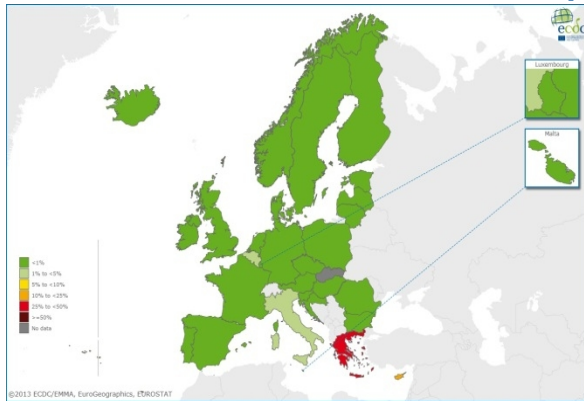 ecdc
Luxembourg
Malta
<1%
1% to <5%
5% to <10%
10% to <25%
25% to <50%
>=50%
No data
©2013 ECDC/EMMA, EuroGeographics, EUROSTAT